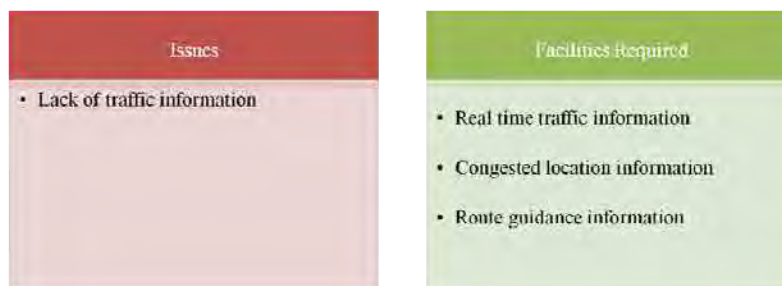 Issues
• Lack of traffic information
Facilities Required
• Real time traffic information
• Congested location information
• Route guidance information